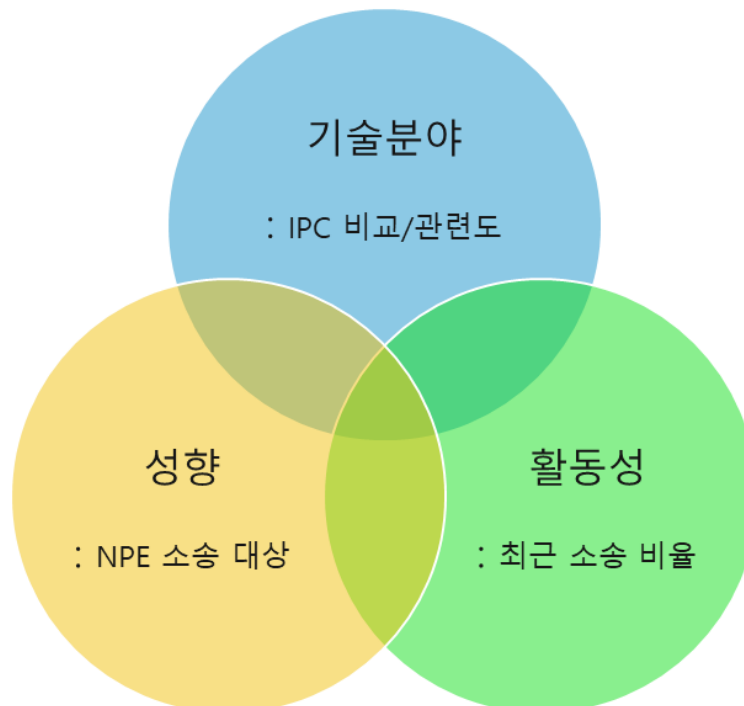 기술분야
: IPC 비교/관련도
성향
: NPE 소송 대상
활동성
: 최근 소송 비율